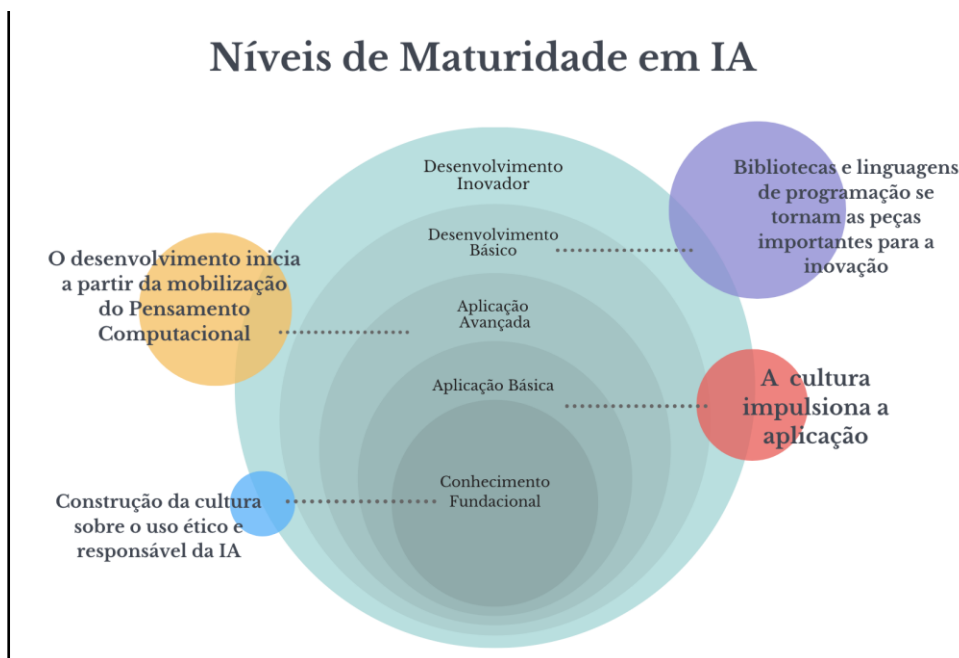 Níveis de Maturidade em IA
Desenvolvimento
Inovador
Bibliotecas e linguagens
de programação se
tornam as peças
importantes para a
inovação
Desenvolvimento
Básico
O desenvolvimento inicia
a partir da mobilização
do Pensamento
Computacional
Aplicação
Avançada
Aplicação Básica
A cultura
impulsiona a
aplicação
Conhecimento
Fundacional
Construção da cultura
sobre o uso ético e
responsável da IA